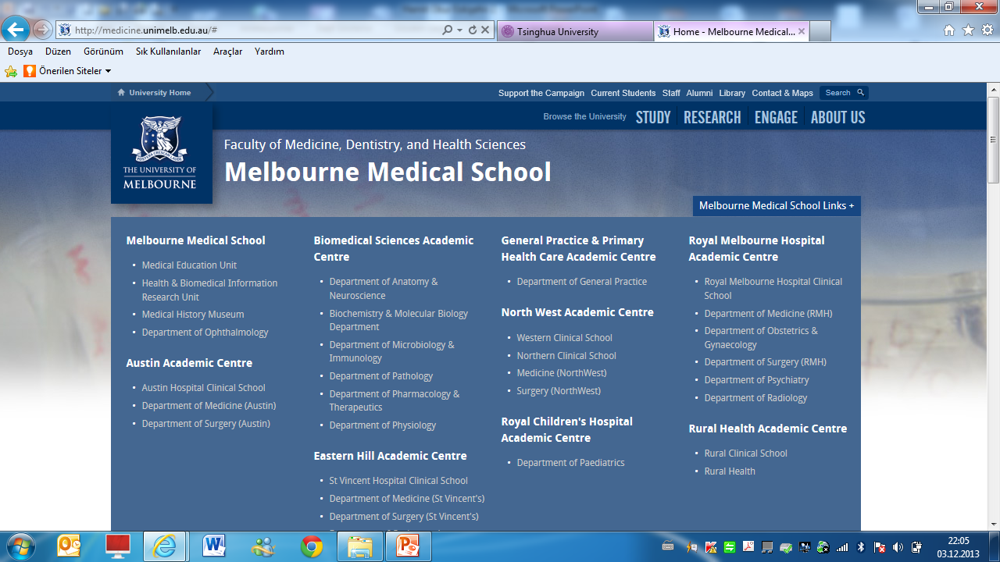 http://medicine.unimelb.edu.au/#
Tsinghua University
Home - Melbourne Medical...
Dosya Düzen Görünüm Sık Kullanılanlar Araçlar Yardım
Önerilen Siteler
University Home
Support the Campaign Current Students Staff Alumni Library Contact & Maps Search
Browse the University STUDY RESEARCH ENGAGE ABOUT US
THE UNIVERSITY OF
MELBOURNE
Faculty of Medicine, Dentistry, and Health Sciences
Melbourne Medical School
Melbourne Medical School Links +
Melbourne Medical School
Medical Education Unit
Health & Biomedical Information
Research Unit
Medical History Museum
Department of Ophthalmology
Austin Academic Centre
Austin Hospital Clinical School
Department of Medicine (Austin)
Department of Surgery (Austin)
Biomedical Sciences Academic
Centre
Department of Anatomy &
Neuroscience
Biochemistry & Molecular Biology
Department
Department of Microbiology &
Immunology
Department of Pathology
Department of Pharmacology &
Therapeutics
Department of Physiology
Eastern Hill Academic Centre
St Vincent Hospital Clinical School
Department of Medicine (St Vincent's)
Department of Surgery (St Vincent's)
General Practice & Primary
Health Care Academic Centre
Department of General Practice
North West Academic Centre
Western Clinical School
Northern Clinical School
Medicine (NorthWest)
Surgery (NorthWest)
Royal Children's Hospital
Academic Centre
Department of Paediatrics
Royal Melbourne Hospital
Academic Centre
Royal Melbourne Hospital Clinical
School
Department of Medicine (RMH)
Department of Obstetrics &
Gynaecology
Department of Surgery (RMH)
Department of Psychiatry
Department of Radiology
Rural Health Academic Centre
Rural Clinical School
Rural Health
22:05
03.12.2013